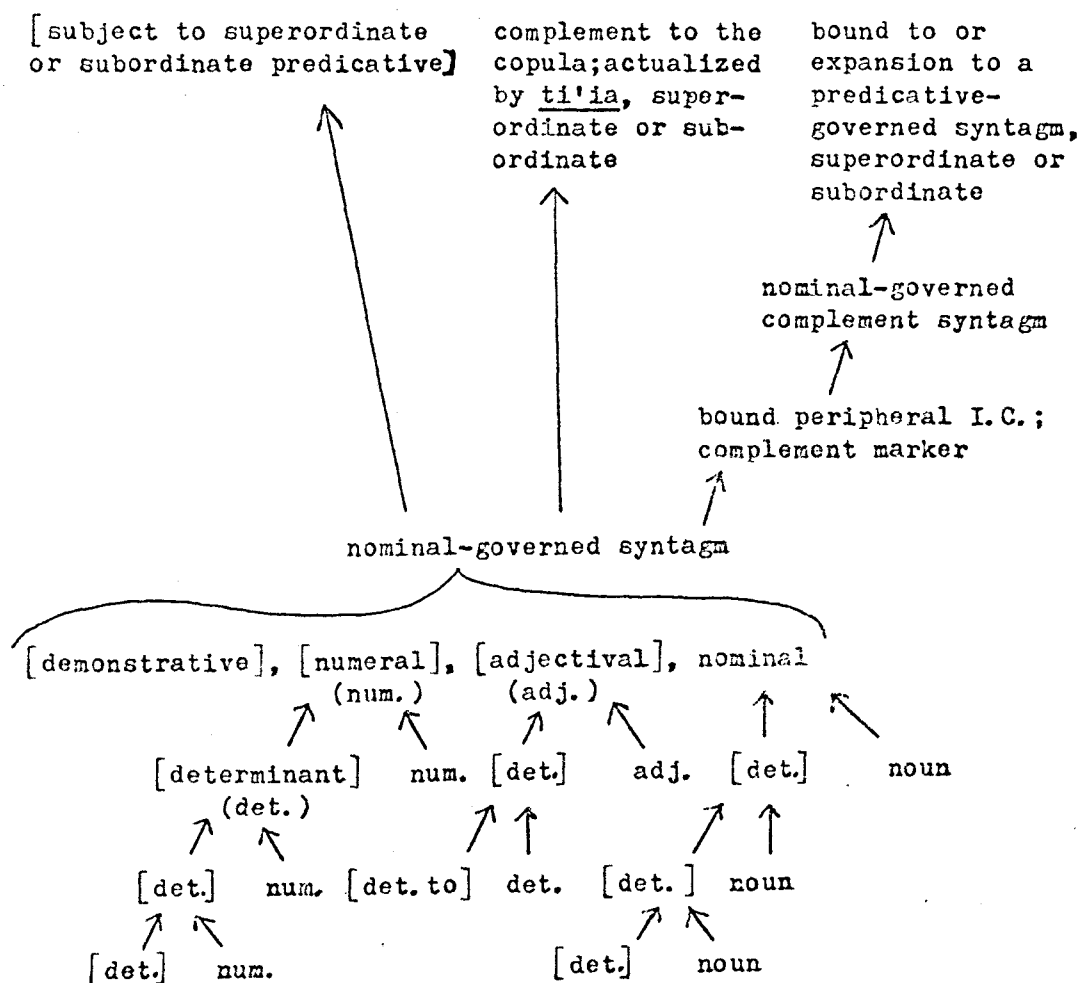 [subject to superordinate
or subordinate predicative]
complement to the
copula;actualized
by ti'ia, super-
ordinate or sub-
ordinate
bound to or
expansion to a
predicative-
governed syntagm,
superordinate or
subordinate
nominal-governed
complement syntagm
bound peripheral I.C.;
complement marker
nominal-governed syntagm
[demonstrative], [numeral], [adjectival], nominal
(num.) (adj.)
[determinant] num. [det.] adj. [det.] noun
(det.)
[det.] num. [det. to] det. [det. ] noun
[det.] num. [det.] noun